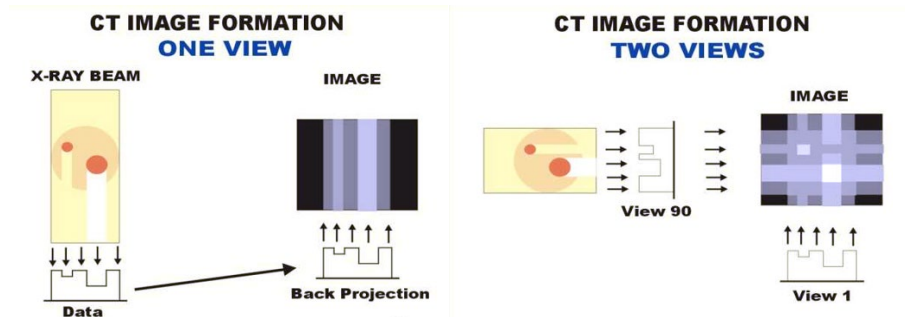 CT IMAGE FORMATION
ONE VIEW
X-RAY BEAM
IMAGE
Data
Back Projection
CT IMAGE FORMATION
TWO VIEWS
IMAGE
View 90
View 1